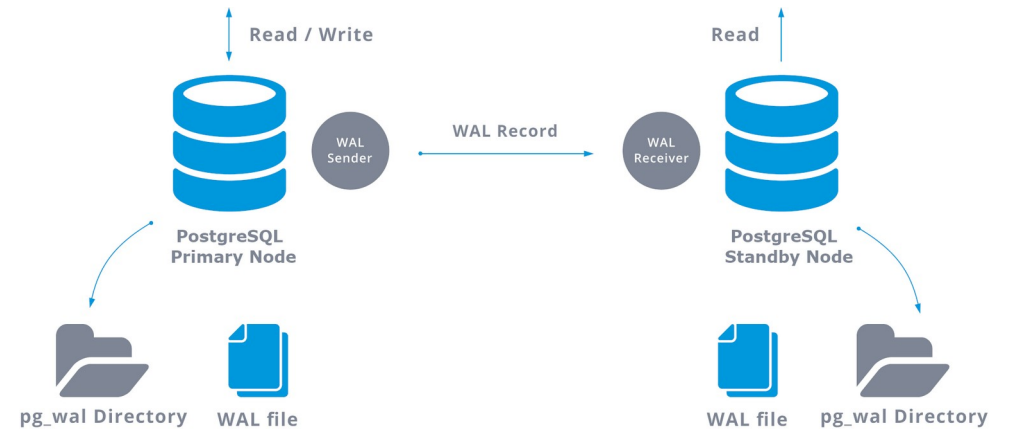 Read / Write
Read
WAL
Sender
WAL Record
WAL
Receiver
PostgreSQL
Primary Node
PostgreSQL
Standby Node
pg_wal Directory
WAL file
WAL file
pg_wal Directory